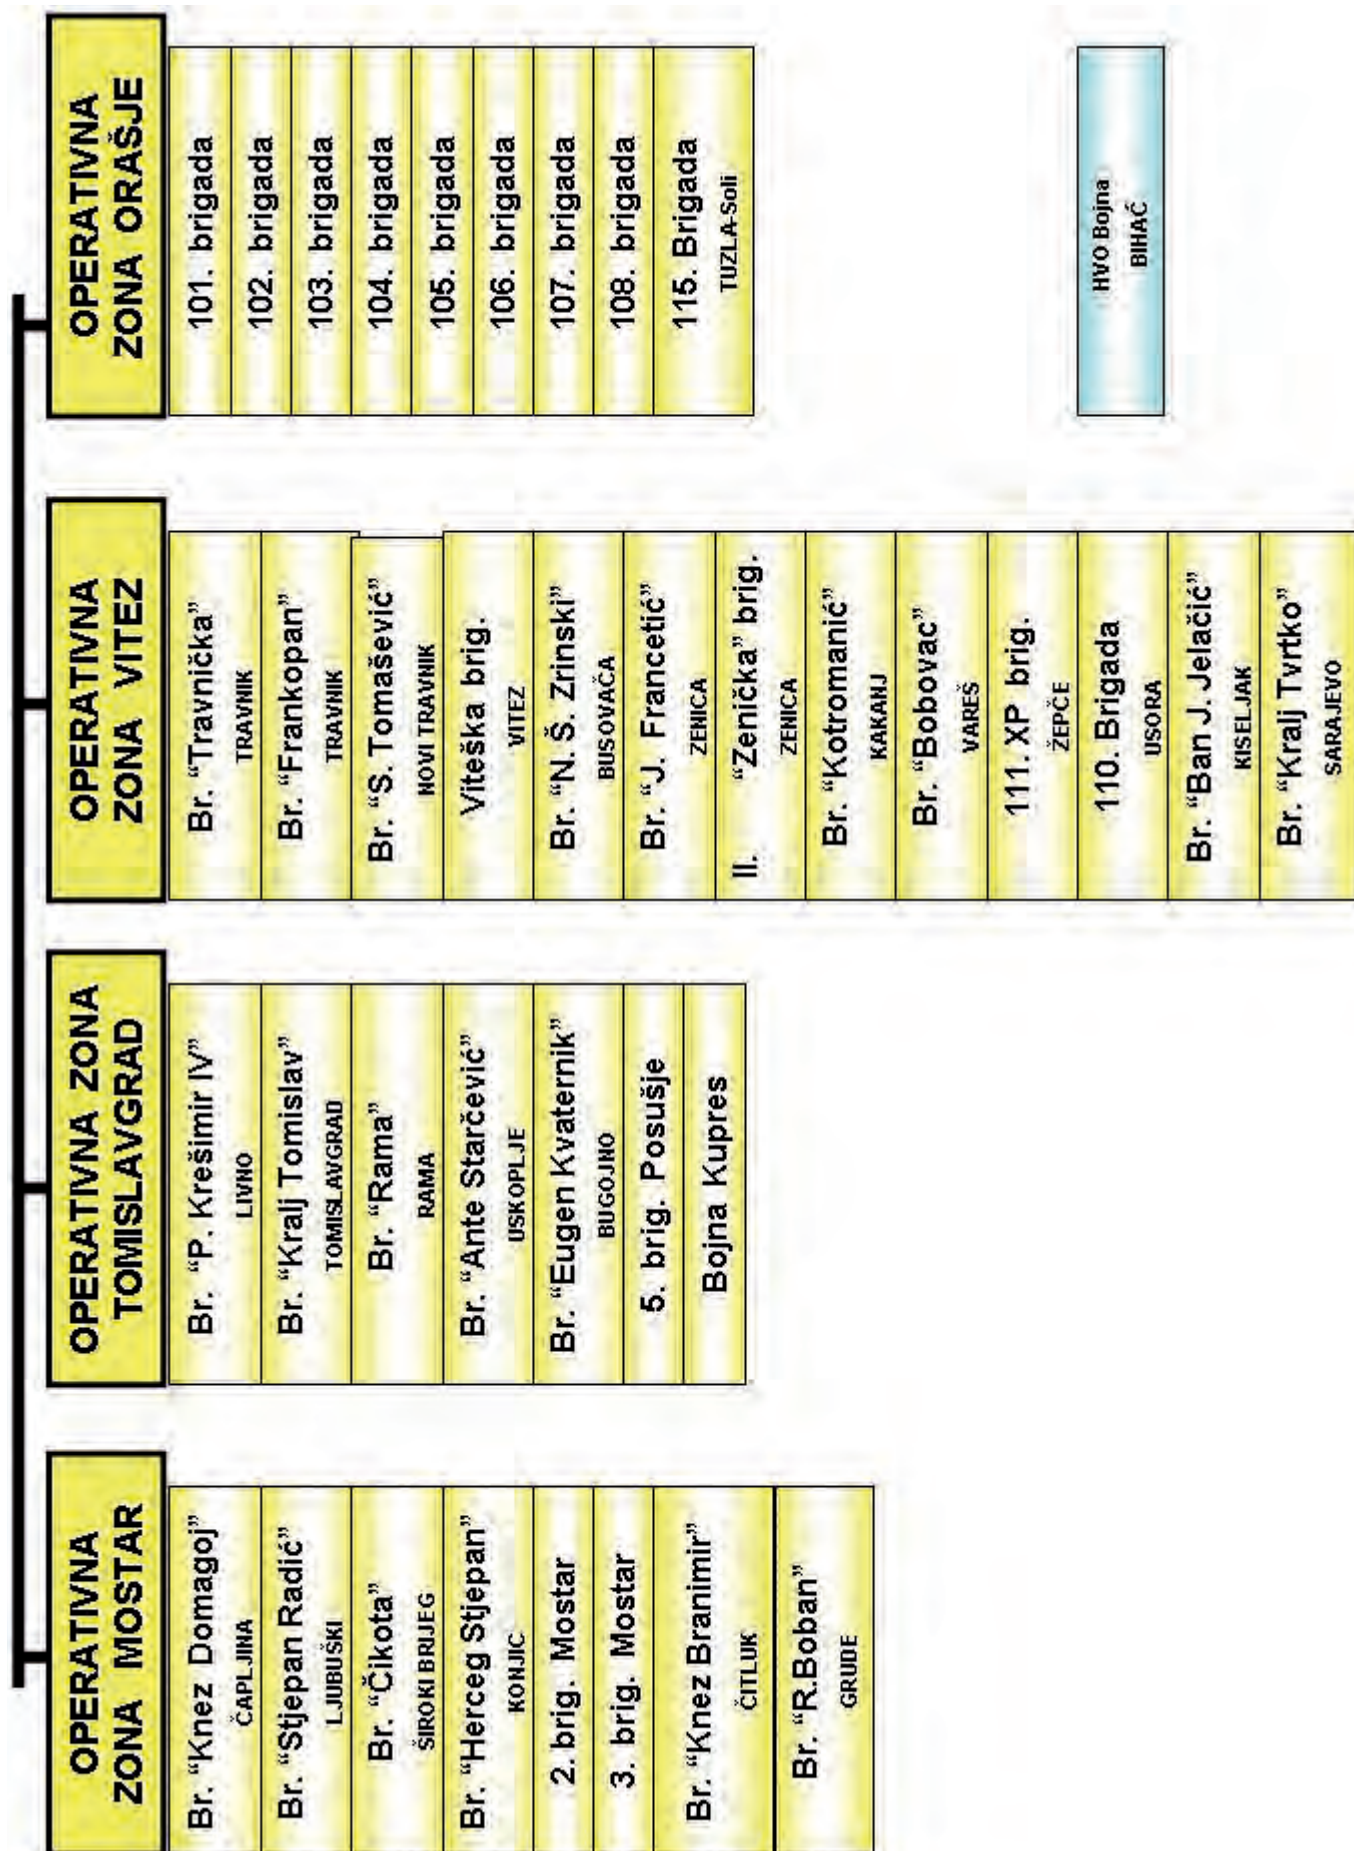 OPERATIVNA
ZONA MOSTAR
Br. “Knez Domagoj”
ČAPLJINA
Br. “Stjepan Radić”
LJUBUŠKI
Br. “Čikota”
ŠIROKI BRIJEG
Br. “Herceg Stjepan”
KONJIC
2. brig. Mostar
3. brig. Mostar
Br. “Knez Branimir”
ČITLUK
Br. “R.Boban”
GRUDE
OPERATIVNA ZONA
TOMISLAVGRAD
Br. “P. Krešimir IV”
LIVNO
Br. “Kralj Tomislav”
TOMISLAVGRAD
Br. “Rama”
RAMA
Br. “Ante Starčević”
USKOPLJE
Br. “Eugen Kvaternik”
BUGOJNO
5. brig. Posušje
Bojna Kupres
OPERATIVNA
ZONA VITEZ
Br. “Travnička”
TRAVNIK
Br. “Frankopan”
TRAVNIK
Br. “S. Tomašević”
NOVI TRAVNIK
Viteška brig.
VITEZ
Br. “N. Š. Zrinski”
BUSOVAČA
Br. “J. Francetić”
ZENICA
II. “Zenička” brig.
ZENICA
Br. “Kotromanić”
KAKANJ
Br. “Bobovac”
VAREŠ
111. XP brig.
ŽEPČE
110. Brigada
USORA
Br. “Ban J. Jelačić”
KISELJAK
Br. “Kralj Tvrtko”
SARAJEVO
OPERATIVNA
ZONA ORAŠJE
101. brigada
102. brigada
103. brigada
104. brigada
105. brigada
106. brigada
107. brigada
108. brigada
115. Brigada
TUZLA-Soli
HVO Bojna
BIHAĆ